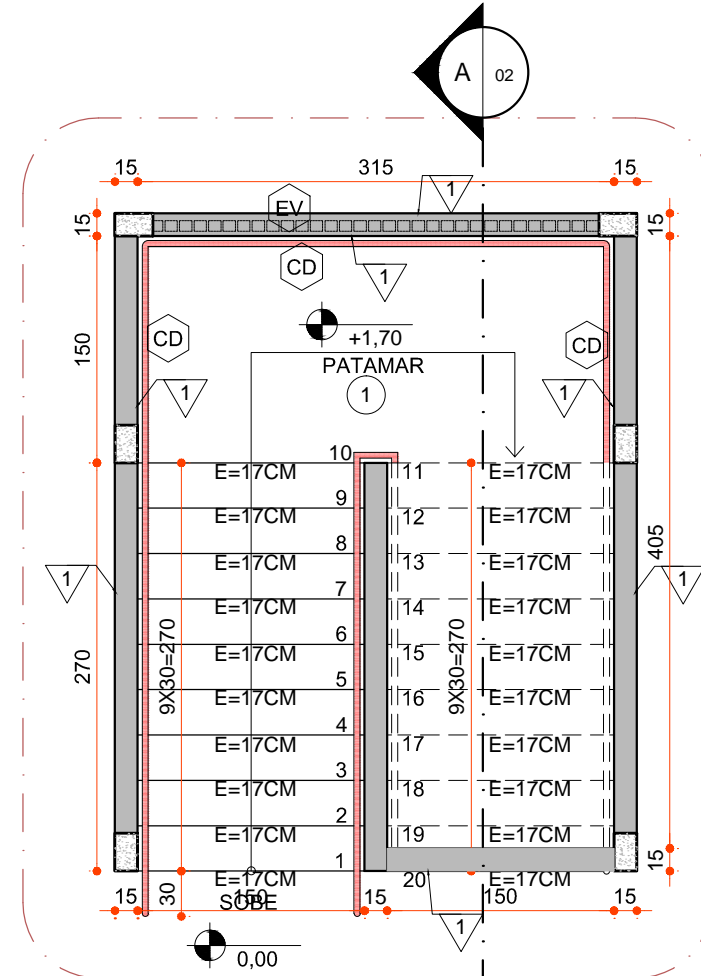 A 02
15 315 15
15
15
EV
1
CD
1
+1,70
CD
CD
150
PATAMAR
1
1
1
10
E=17CM 11 E=17CM
9
E=17CM 12 E=17CM
8
E=17CM 13 E=17CM
405
7
1
E=17CM 14 E=17CM
1
6
270
9X30=270
E=17CM 15 E=17CM
9X30=270
5
E=17CM 16 E=17CM
4
E=17CM 17 E=17CM
3
E=17CM 18 E=17CM
2
E=17CM 19 E=17CM
1
15
E=17CM 20 E=17CM
15 30 150 15 150 15
SOBE
1
0,00